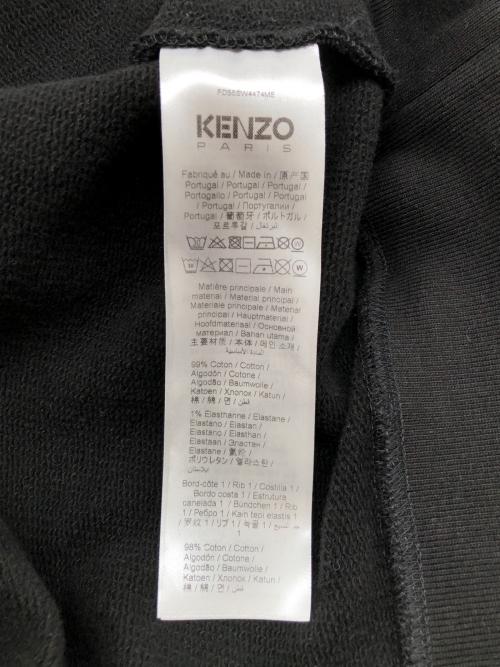 KENZO
PARIS
Fabriqué au / Made in / 原产国
Portugal / Portugal / Portugal /
Portogallo / Portugal / Portugal
/ Portugal / Португалии /
Portugal / 葡萄牙 / ポルトガル /
포르투갈 / البرتغال
Matière principale / Main
material / Material principal /
Materiale principale / Material
principal / Hauptmaterial /
Hoofdmateriaal / Основной
материал / Bahan utama /
主要材质 / 本体 / 메인 소재 /
المادة الأساسية
99% Coton / Cotton /
Algodón / Cotone /
Algodão / Baumwolle /
Katoen / Хлопок / Katun /
棉 / 綿 / 면 / قطن
1% Élasthanne / Elastane /
Elastano / Elastan /
Elastano / Elasthan /
Elastaan / Эластан /
Elastane / 氨纶 /
ポリウレタン / 엘라스틴 /
ايلاستان
Bord-côte 1 / Rib 1 / Costilla 1 /
Bordo costa 1 / Estrutura
canelada 1 / Bündchen 1 / Rib
1 / Ребро 1 / Kain tepi elastis 1
/ 罗纹 1 / リブ 1 /
1
98% Coton / Cotton /
Algodón / Cotone /
Algodão / Baumwolle /
Katoen / Хлопок / Katun
/ 棉 / 綿 / 면 / قطن